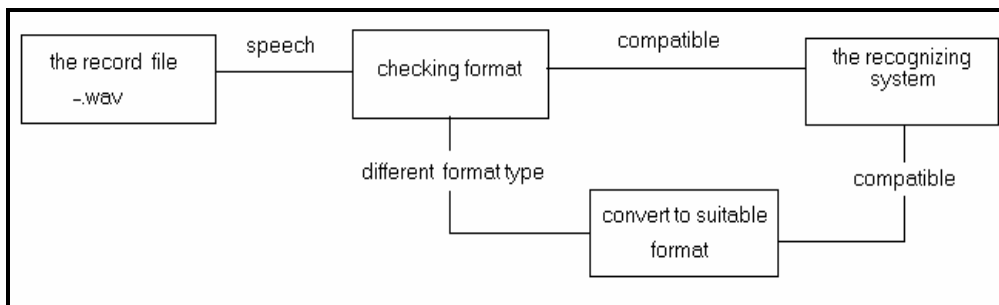 the record file
-.wav
speech
checking format
compatible
the recognizing
system
different format type
convert to suitable
format
compatible